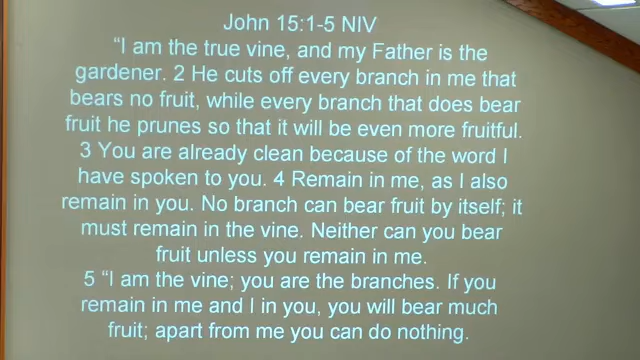 John 15:1-5 NIV
“I am the true vine, and my Father is the
gardener. 2 He cuts off every branch in me that
bears no fruit, while every branch that does bear
fruit he prunes so that it will be even more fruitful.
3 You are already clean because of the word I
have spoken to you. 4 Remain in me, as I also
remain in you. No branch can bear fruit by itself; it
must remain in the vine. Neither can you bear
fruit unless you remain in me.
5 “I am the vine; you are the branches. If you
remain in me and I in you, you will bear much
fruit; apart from me you can do nothing.